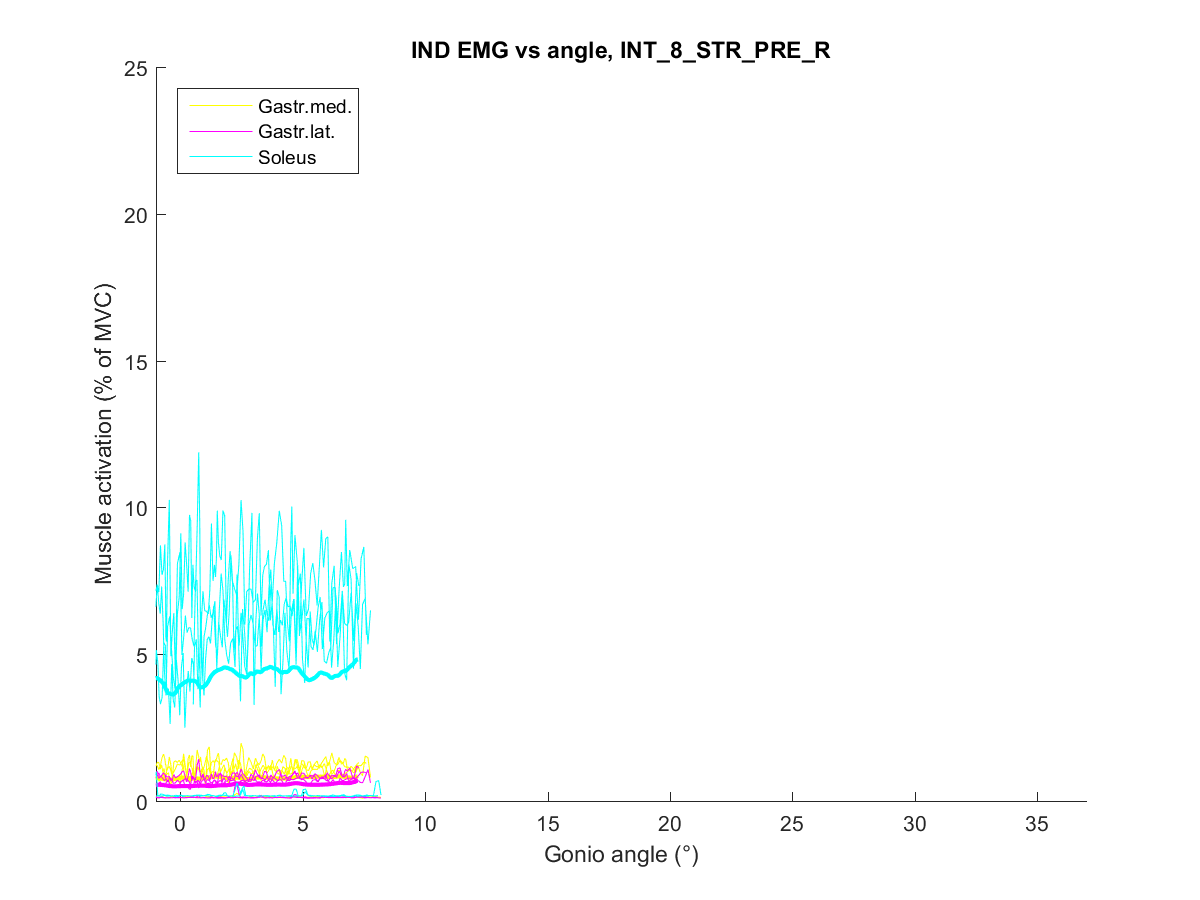 IND EMG vs angle, INT_8_STR_PRE_R
25
20
15
10
5
0
Muscle activation (% of MVC)
Gastr.med.
Gastr.lat.
Soleus
0 5 10 15 20 25 30 35
Gonio angle (°)